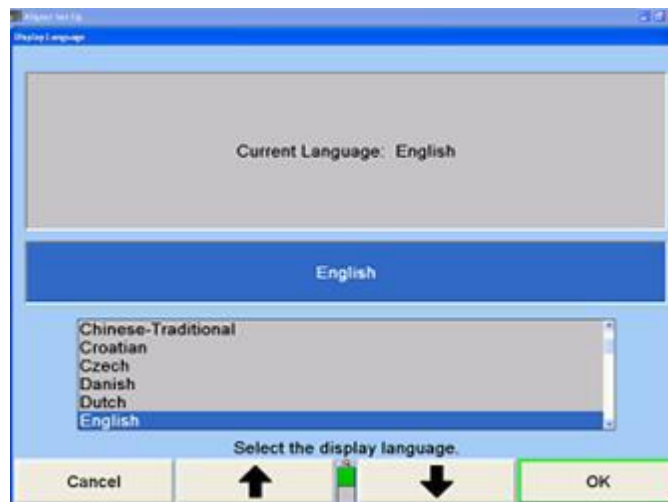 Aligner Set Up
Display Language
Current Language: English
English
Chinese-Traditional
Croatian
Czech
Danish
Dutch
English
Select the display language.
Cancel
OK